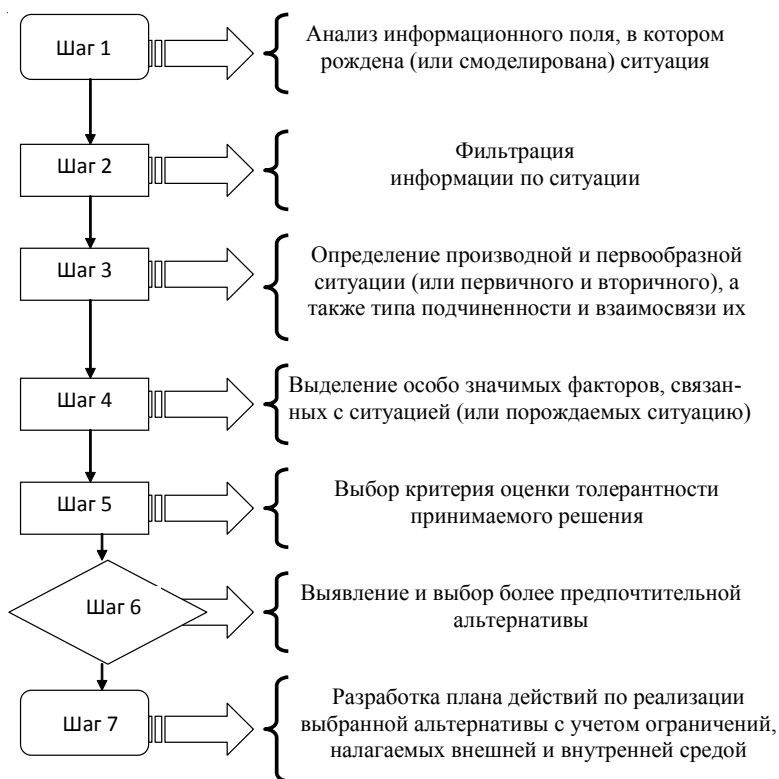 Шаг 1
Анализ информационного поля, в котором
рождена (или смоделирована) ситуация
Шаг 2
Фильтрация
информации по ситуации
Шаг 3
Определение производной и первообразной
ситуации (или первичного и вторичного), а
также типа подчиненности и взаимосвязи их
Шаг 4
Выделение особо значимых факторов, связан-
ных с ситуацией (или порождаемых ситуацию)
Шаг 5
Выбор критерия оценки толерантности
принимаемого решения
Шаг 6
Выявление и выбор более предпочтительной
альтернативы
Шаг 7
Разработка плана действий по реализации
выбранной альтернативы с учетом ограничений,
налагаемых внешней и внутренней средой